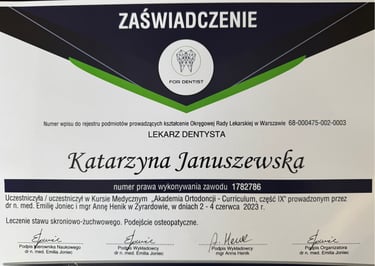 ZAŚWIADCZENIE
FOR DENTIST
Numer wpisu do rejestru podmiotów prowadzących kształcenie Okręgowej Rady Lekarskiej w Warszawie 68-000475-002-0003
LEKARZ DENTYSTA
Katarzyna Januszewska
numer prawa wykonywania zawodu 1782786
Uczestniczyła / uczestniczył w Kursie Medycznym „Akademia Ortodoncji - Curriculum, część IX" prowadzonym przez
dr n. med. Emilię Joniec i mgr Annę Henik w Żyrardowie, w dniach 2 - 4 czerwca 2023 r.
Leczenie stawu skroniowo-żuchwowego. Podejście osteopatyczne.
Podpis Kierownika Naukowego Podpis Wykładowcy Podpis Wykładowcy Podpis Organizatora
dr n. med. Emilia Joniec dr n. med. Emilia Joniec mgr Anna Henik dr n. med. Emilia Joniec